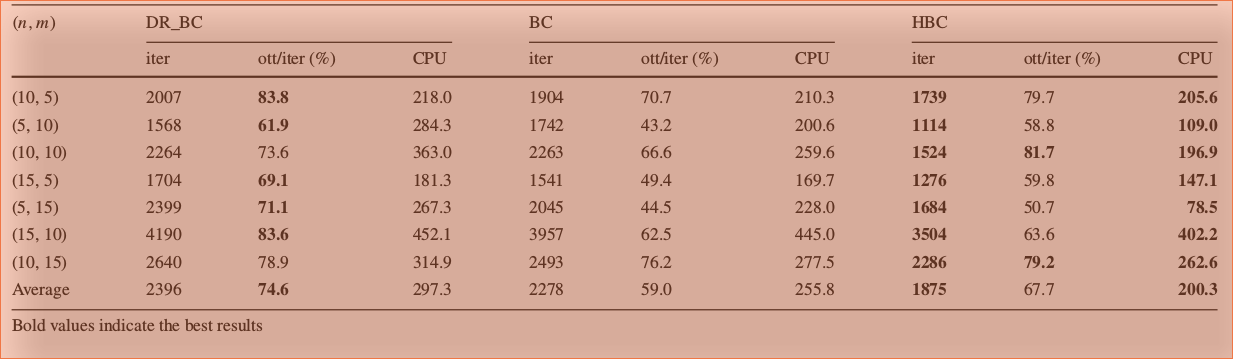 (n, m) DR_BC BC HBC
iter ott/iter (%) CPU iter ott/iter (%) CPU iter ott/iter (%) CPU
(10, 5) 2007 83.8 218.0 1904 70.7 210.3 1739 79.7 205.6
(5, 10) 1568 61.9 284.3 1742 43.2 200.6 1114 58.8 109.0
(10, 10) 2264 73.6 363.0 2263 66.6 259.6 1524 81.7 196.9
(15, 5) 1704 69.1 181.3 1541 49.4 169.7 1276 59.8 147.1
(5, 15) 2399 71.1 267.3 2045 44.5 228.0 1684 50.7 78.5
(15, 10) 4190 83.6 452.1 3957 62.5 445.0 3504 63.6 402.2
(10, 15) 2640 78.9 314.9 2493 76.2 277.5 2286 79.2 262.6
Average 2396 74.6 297.3 2278 59.0 255.8 1875 67.7 200.3
Bold values indicate the best results